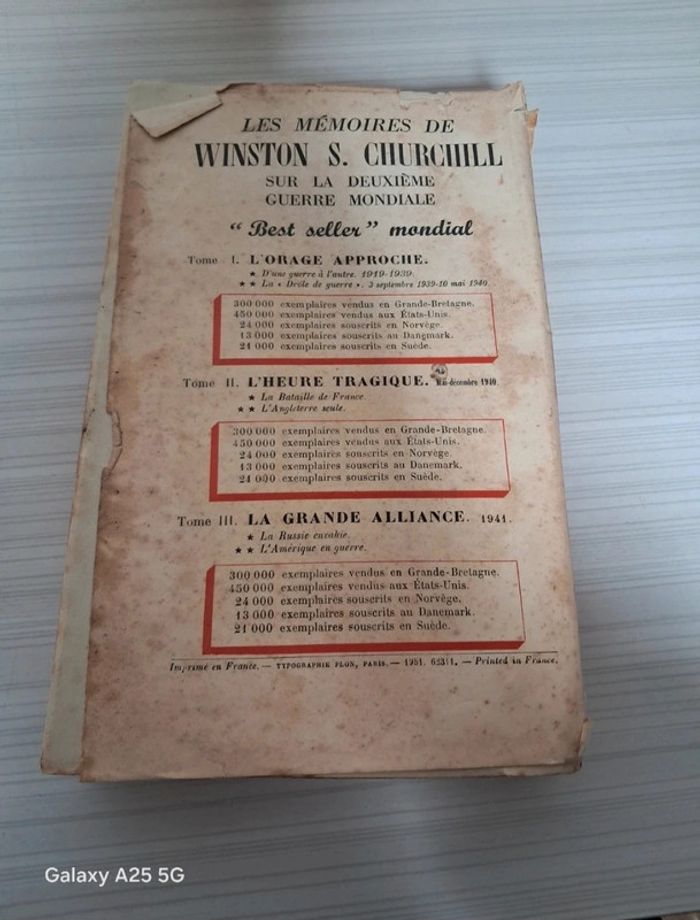 LES MÉMOIRES DE
WINSTON S. CHURCHILL
SUR LA DEUXIÈME
GUERRE MONDIALE
“ Best seller ” mondial
Tome I. L'ORAGE APPROCHE.
★ D'une guerre à l'autre. 1919-1939.
★ ★ La « Drôle de guerre ». 3 septembre 1939-10 mai 1940.
300 000 exemplaires vendus en Grande-Bretagne.
450 000 exemplaires vendus aux États-Unis.
24 000 exemplaires souscrits en Norvège.
13 000 exemplaires souscrits au Danemark.
21 000 exemplaires souscrits en Suède.
Tome II. L'HEURE TRAGIQUE. Mai-décembre 1940.
★ La Bataille de France.
★ ★ L'Angleterre seule.
300 000 exemplaires vendus en Grande-Bretagne.
450 000 exemplaires vendus aux États-Unis.
24 000 exemplaires souscrits en Norvège.
13 000 exemplaires souscrits au Danemark.
21 000 exemplaires souscrits en Suède.
Tome III. LA GRANDE ALLIANCE. 1941.
★ La Russie envahie.
★ ★ L'Amérique en guerre.
300 000 exemplaires vendus en Grande-Bretagne.
450 000 exemplaires vendus aux États-Unis.
24 000 exemplaires souscrits en Norvège.
13 000 exemplaires souscrits au Danemark.
21 000 exemplaires souscrits en Suède.
Imprimé en France. — TYPOGRAPHIE PLON, PARIS. — 1951. 62311. — Printed in France.
Galaxy A25 5G